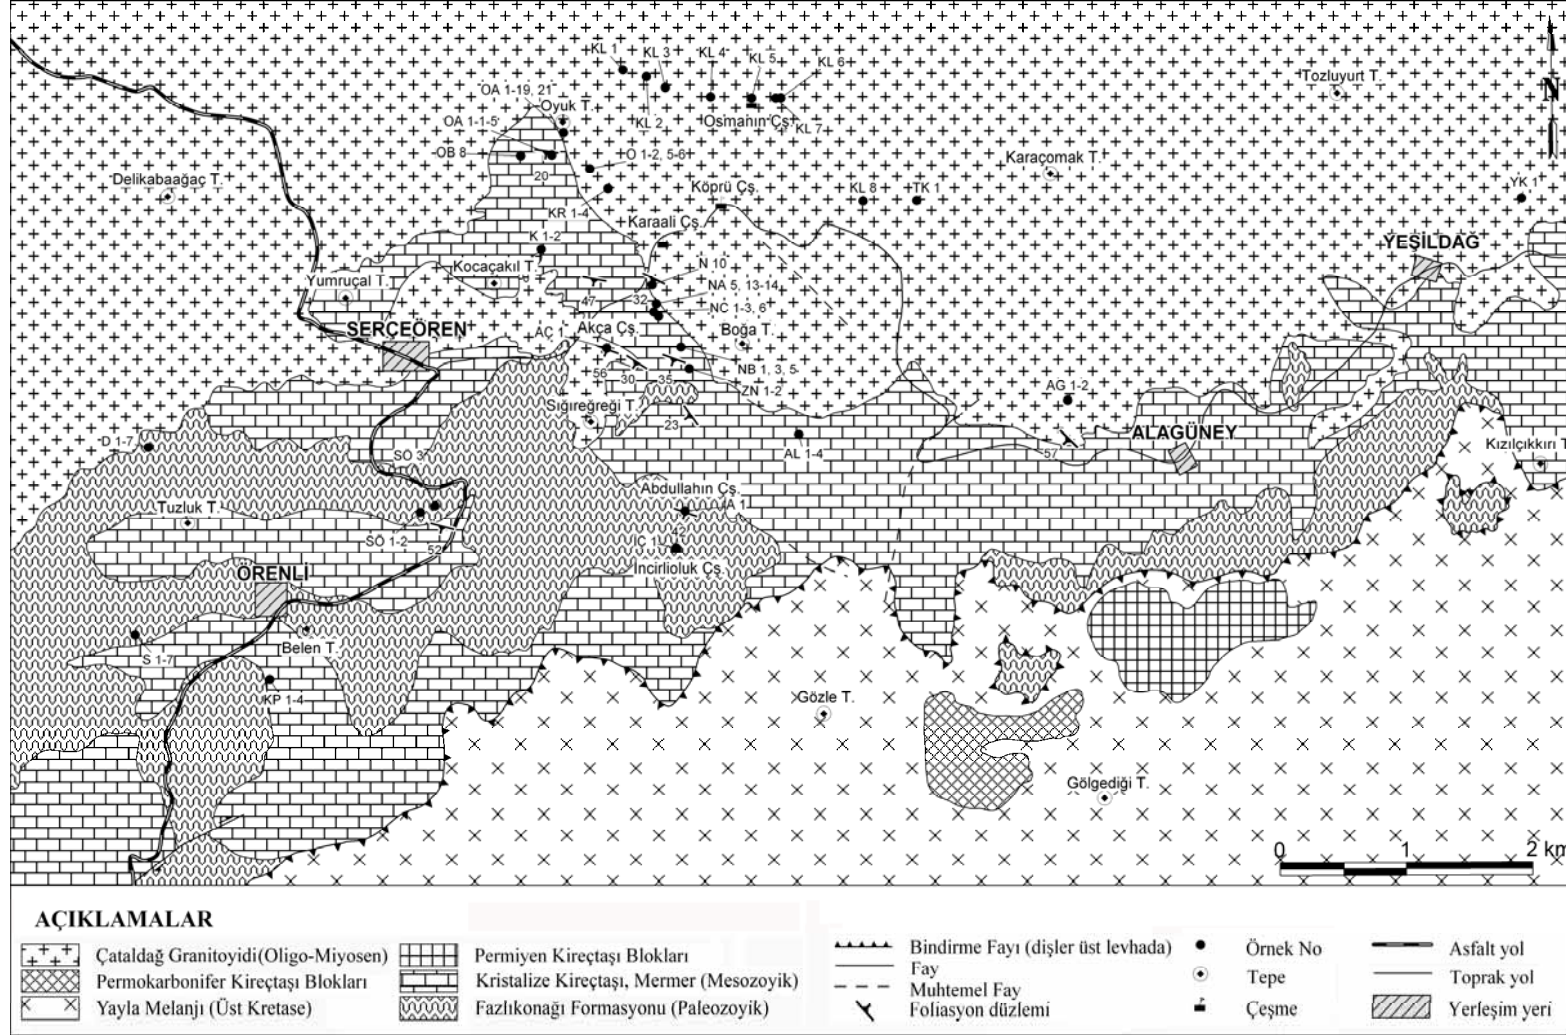 KL 1
KL 3
KL 4
KL 5
KL 6
Tozluyurt T.
N
OA 1-19, 21
Oyuk T.
OA 1-1-5
KL 2
Osmanın Çş.
KL 7
OB 8
O 1-2, 5-6
Karaçomak T.
20
Delikabaağaç T.
Köprü Çş.
KL 8
TK 1
YK 1
KR 1-4
Karaali Çş.
K 1-2
YEŞİLDAĞ
Kocaçakıl T.
N 10
Yumruçal T.
NA 5, 13-14
47
32
NC 1-3, 6
SERÇEÖREN
AC 1
Akça Çş.
Boğa T.
NB 1, 3, 5
56
30
35
ZN 1-2
AG 1-2
Sığıreğreği T.
23
ALAGÜNEY
D 1-7
Kızılçıkkırı T
SÖ 3
AL 1-4
57
Abdullahın Çş.
Tuzluk T.
IA 1
42
SÖ 1-2
52
İÇ 1
ÖRENLİ
İncirlioluk Çş.
Belen T.
S 1-7
KP 1-4
Gözle T.
Gölgediği T.
0 1 2 km
AÇIKLAMALAR
Çataldağ Granitoyidi(Oligo-Miyosen)
Permokarbonifer Kireçtaşı Blokları
Yayla Melanjı (Üst Kretase)
Permiyen Kireçtaşı Blokları
Kristalize Kireçtaşı, Mermer (Mesozoyik)
Fazlıkonağı Formasyonu (Paleozoyik)
Bindirme Fayı (dişler üst levhada)
Fay
Muhtemel Fay
Foliasyon düzlemi
Örnek No
Tepe
Çeşme
Asfalt yol
Toprak yol
Yerleşim yeri